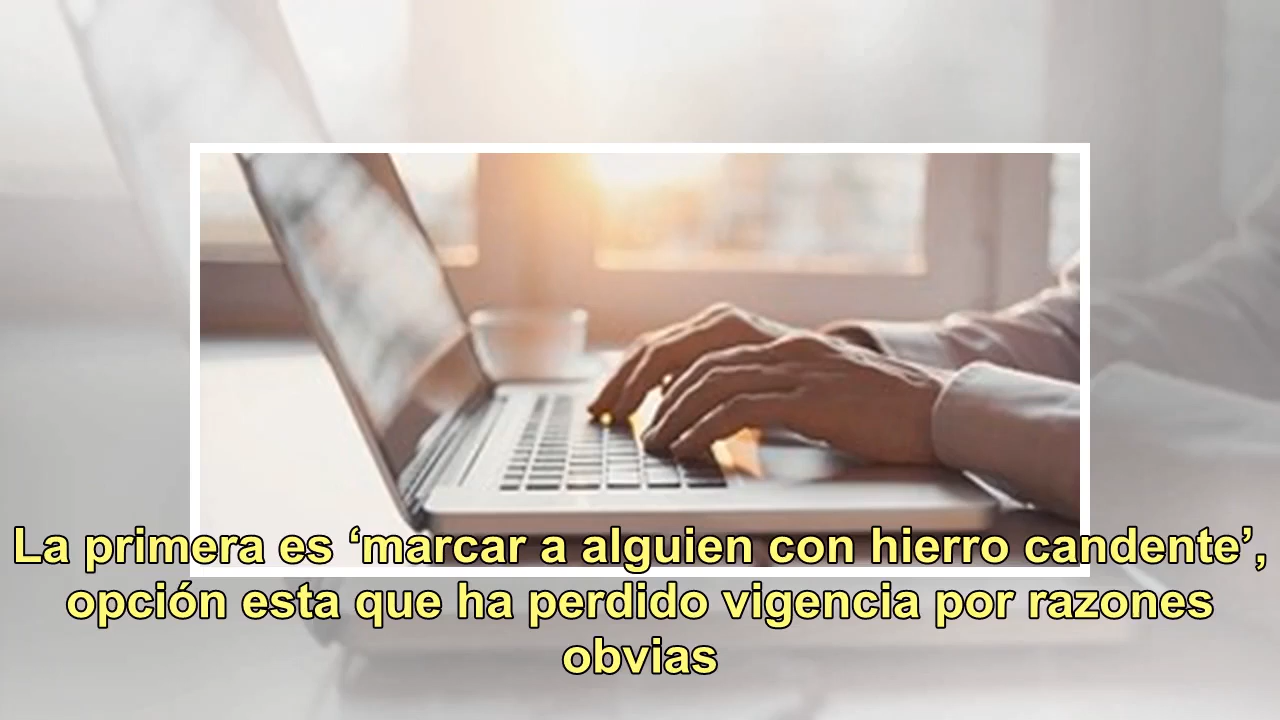 La primera es ‘marcar a alguien con hierro candente’,
opción esta que ha perdido vigencia por razones
obvias